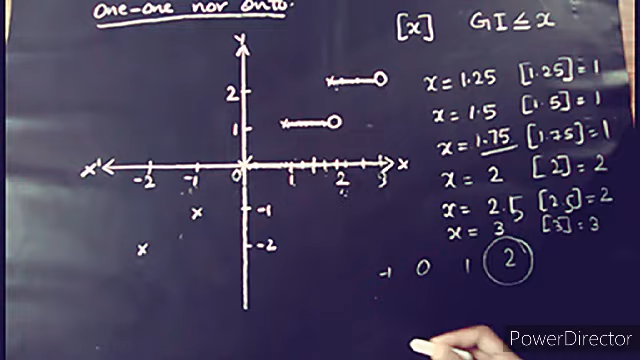 one-one nor onto.
[x] GI ≤ x
x = 1.25 [1.25] = 1
x = 1.5 [1.5] = 1
x = 1.75 [1.75] = 1
x = 2 [2] = 2
x = 2.5 [2.5] = 2
x = 3 [3] = 3
-1 0 1 2
Y
2
1
X' -2 -1 0 1 2 3 X
-1
-2
PowerDirector